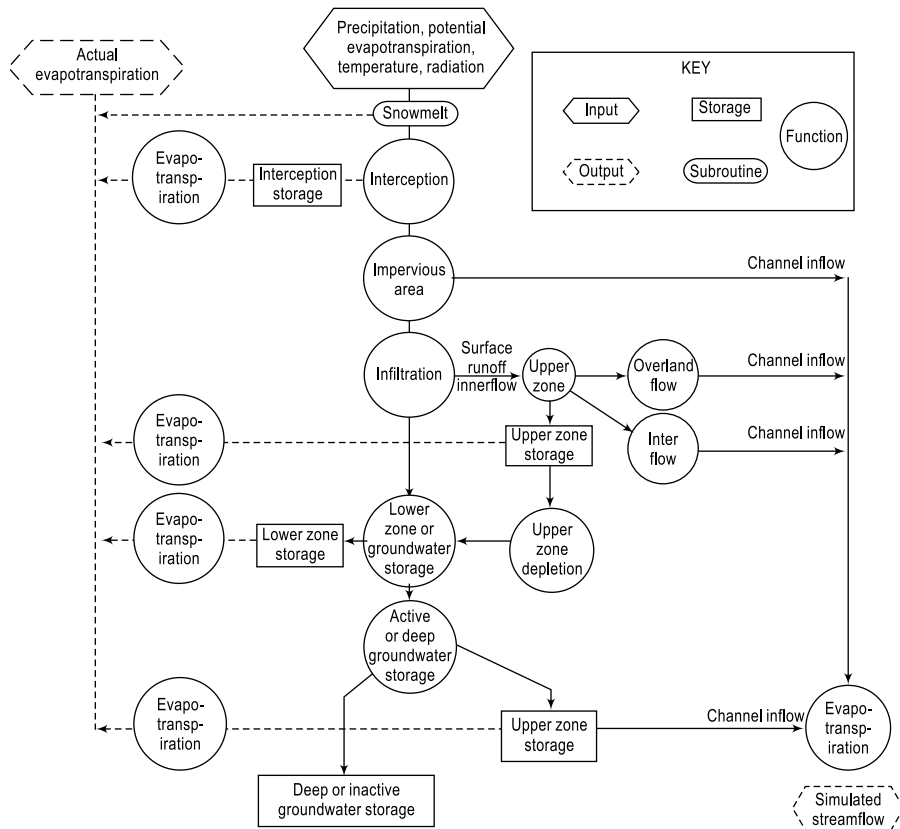 Precipitation, potential
evapotranspiration,
temperature, radiation
Actual
evapotranspiration
KEY
Input
Storage
Function
Output
Subroutine
Snowmelt
Evapo-
transp-
iration
Interception
storage
Interception
Impervious
area
Channel inflow
Infiltration
Surface
runoff
innerflow
Upper
zone
Overland
flow
Channel inflow
Evapo-
transp-
iration
Upper zone
storage
Inter
flow
Channel inflow
Evapo-
transp-
iration
Lower zone
storage
Lower
zone or
groundwater
storage
Upper
zone
depletion
Active
or deep
groundwater
storage
Evapo-
transp-
iration
Upper zone
storage
Channel inflow
Evapo-
transp-
iration
Deep or inactive
groundwater storage
Simulated
streamflow